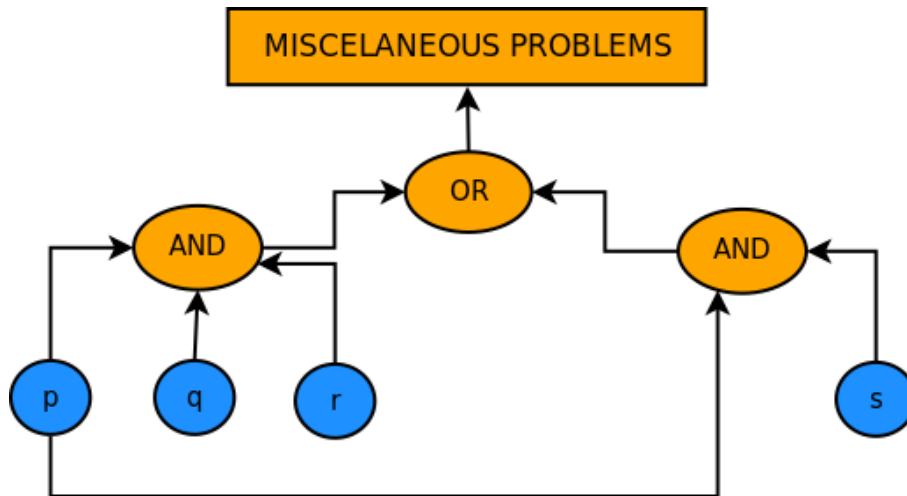 MISCELANEOUS PROBLEMS
OR
AND
AND
p
q
r
s